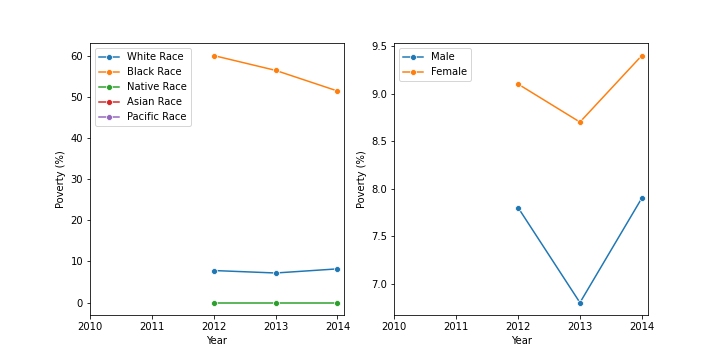 White Race
Black Race
Native Race
Asian Race
Pacific Race
60
50
40
30
20
10
0
Poverty (%)
2010 2011 2012 2013 2014
Year
Male
Female
9.5
9.0
8.5
8.0
7.5
7.0
Poverty (%)
2010 2011 2012 2013 2014
Year